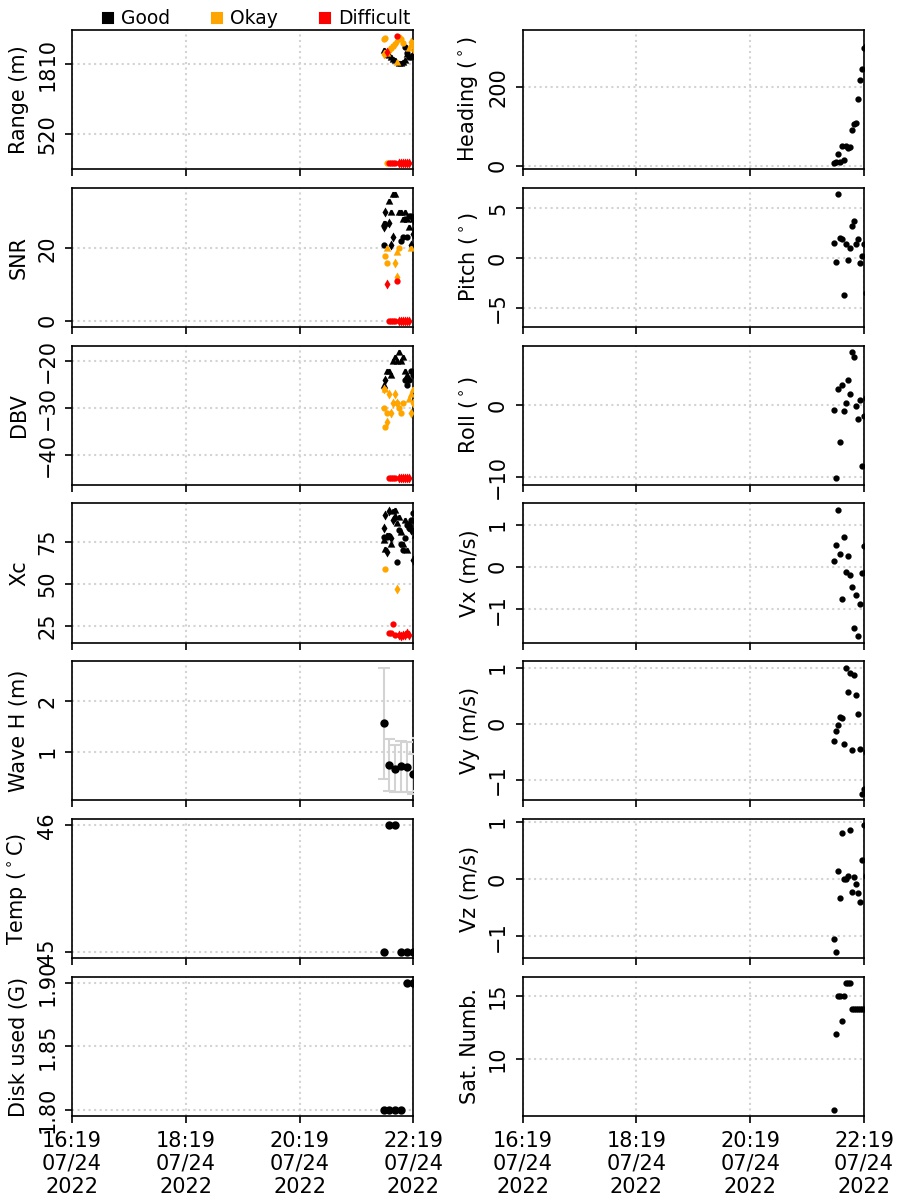 Good Okay Difficult
Range (m)
1810
520
Heading (°)
200
0
SNR
20
0
Pitch (°)
5
0
−5
DBV
−20
−30
−40
Roll (°)
0
−10
Xc
75
50
25
Vx (m/s)
1
0
−1
Wave H (m)
2
1
Vy (m/s)
1
0
−1
Temp (°C)
46
45
Vz (m/s)
1
0
−1
Disk used (G)
1.90
1.85
1.80
Sat. Numb.
15
10
16:19 18:19 20:19 22:19 16:19 18:19 20:19 22:19
07/24 07/24 07/24 07/24 07/24 07/24 07/24 07/24
2022 2022 2022 2022 2022 2022 2022 2022